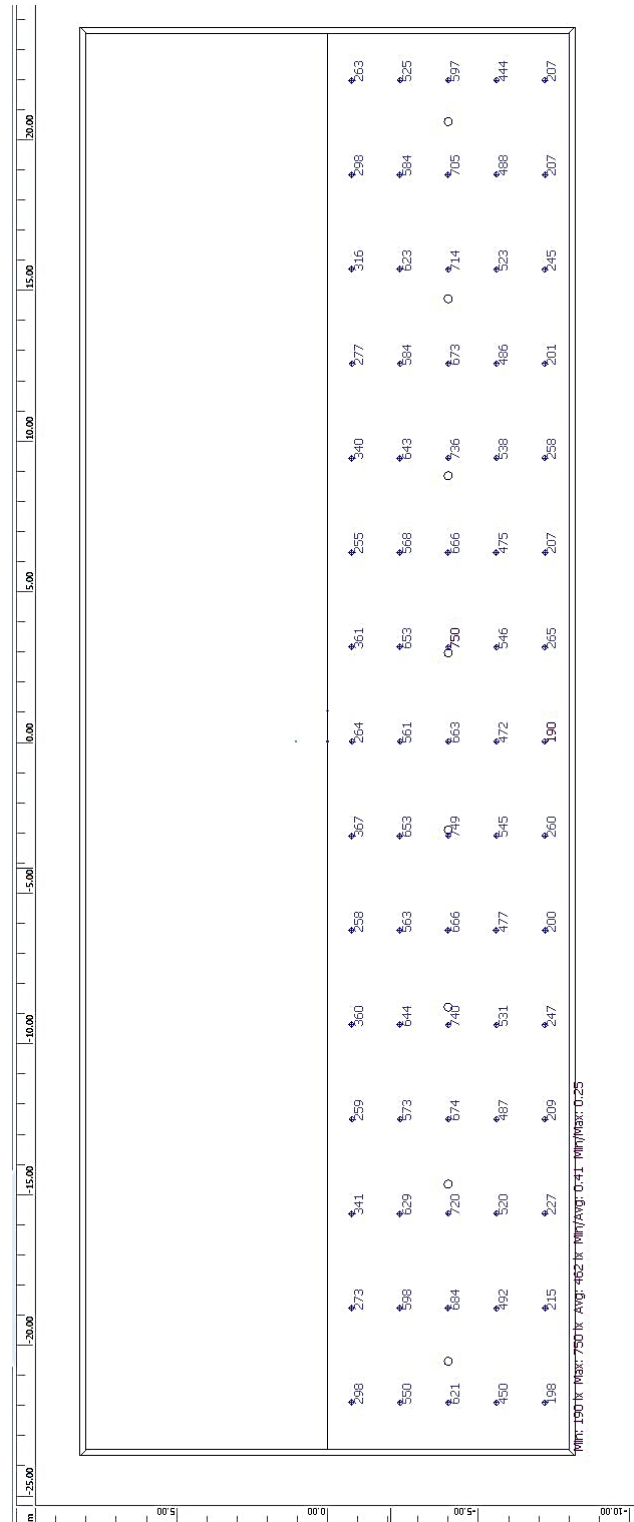 263 525 597 444 207
20.00
298 584 705 488 207
316 623 714 523 245
15.00
277 584 673 486 201
10.00
340 643 736 538 258
255 568 666 475 207
5.00
361 653 750 546 265
0.00
264 561 663 472 190
367 653 749 545 260
-5.00
258 563 666 477 200
360 644 740 531 247
-10.00
259 573 674 487 209
-15.00
341 629 720 520 227
273 598 684 492 215
-20.00
298 550 621 450 198
-25.00
Min: 190 lx Max: 750 lx Avg: 462 lx Min/Avg: 0.41 Min/Max: 0.25
m 5.00 0.00 -5.00 -10.00